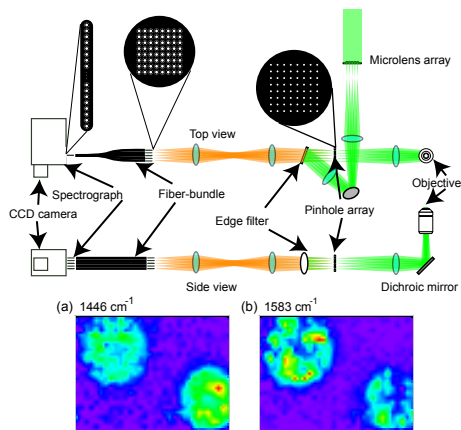 Microlens array
Top view
Spectrograph
Fiber-bundle
Objective
CCD camera
Pinhole array
Edge filter
Side view
Dichroic mirror
(a) 1446 cm⁻¹
(b) 1583 cm⁻¹